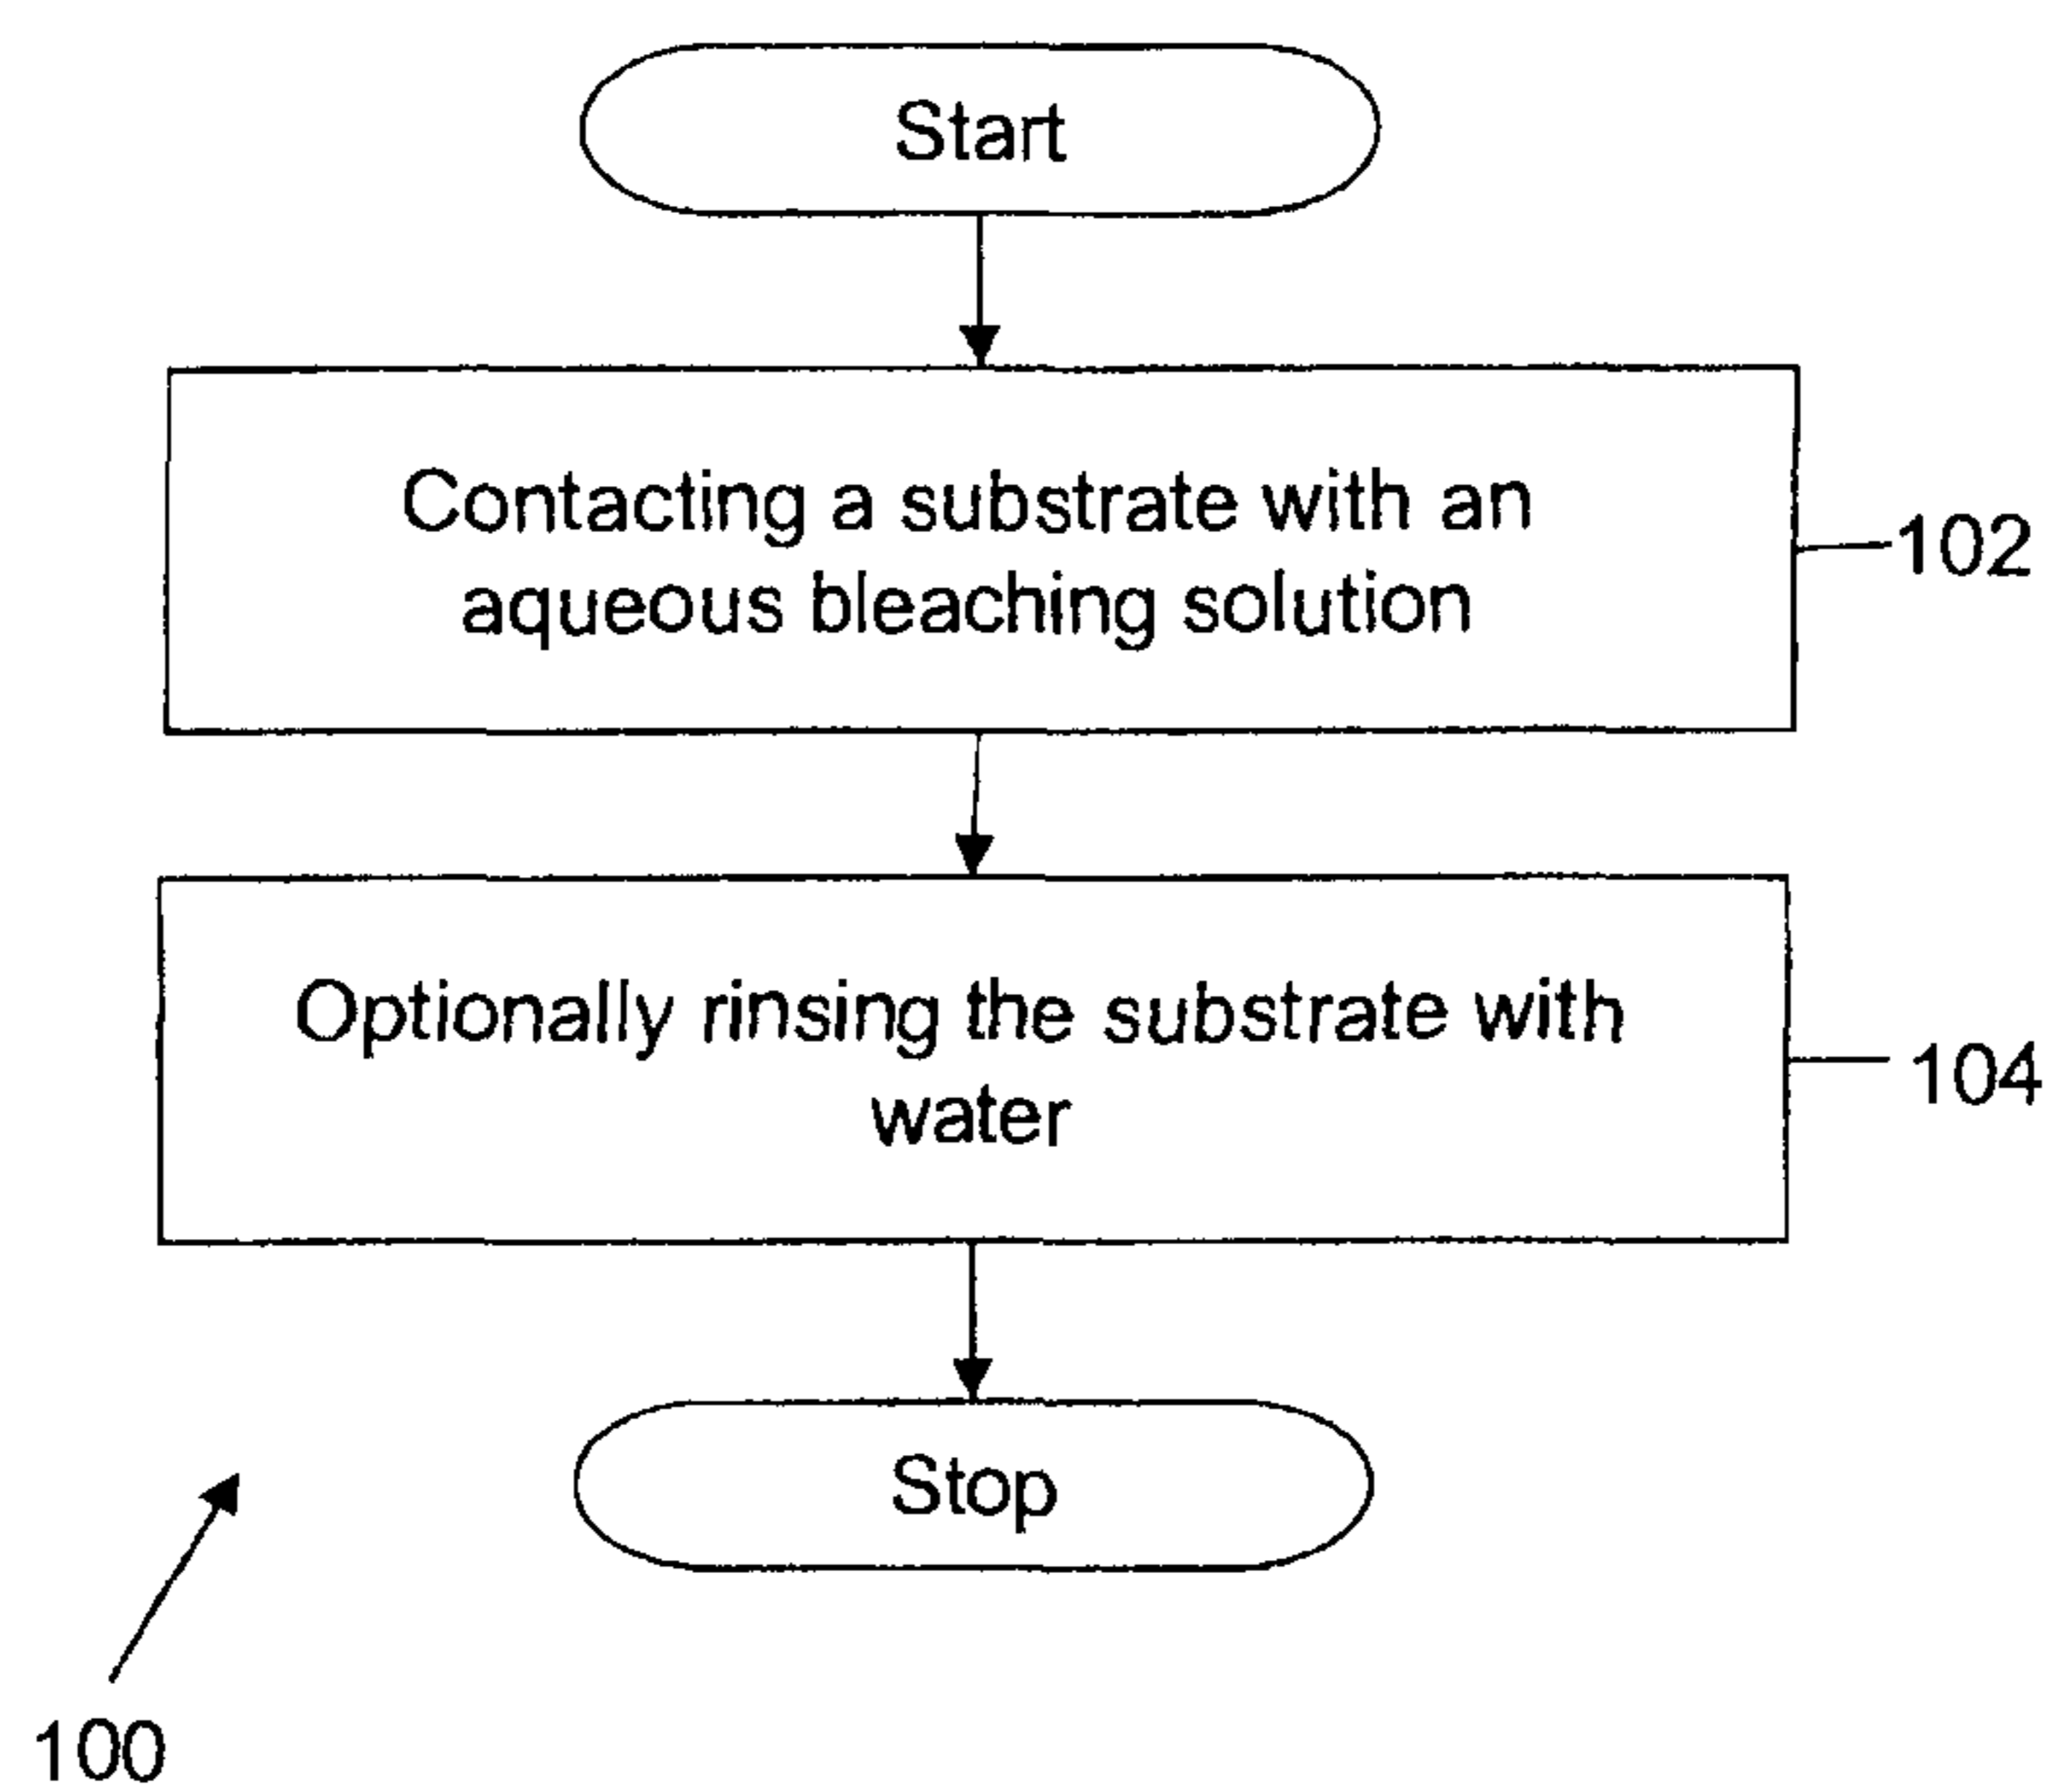 Start
Contacting a substrate with an
aqueous bleaching solution
102
Optionally rinsing the substrate with
water
104
Stop
100